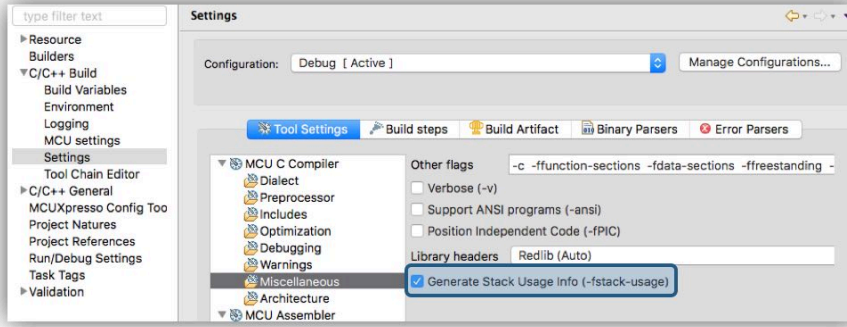 type filter text
Resource
Builders
C/C++ Build
Build Variables
Environment
Logging
MCU settings
Settings
Tool Chain Editor
C/C++ General
MCUXpresso Config Too
Project Natures
Project References
Run/Debug Settings
Task Tags
Validation
Settings
Configuration: Debug [ Active ] Manage Configurations...
Tool Settings Build steps Build Artifact Binary Parsers Error Parsers
MCU C Compiler
Dialect
Preprocessor
Includes
Optimization
Debugging
Warnings
Miscellaneous
Architecture
MCU Assembler
Other flags -c -ffunction-sections -fdata-sections -ffreestanding -
Verbose (-v)
Support ANSI programs (-ansi)
Position Independent Code (-fPIC)
Library headers Redlib (Auto)
Generate Stack Usage Info (-fstack-usage)